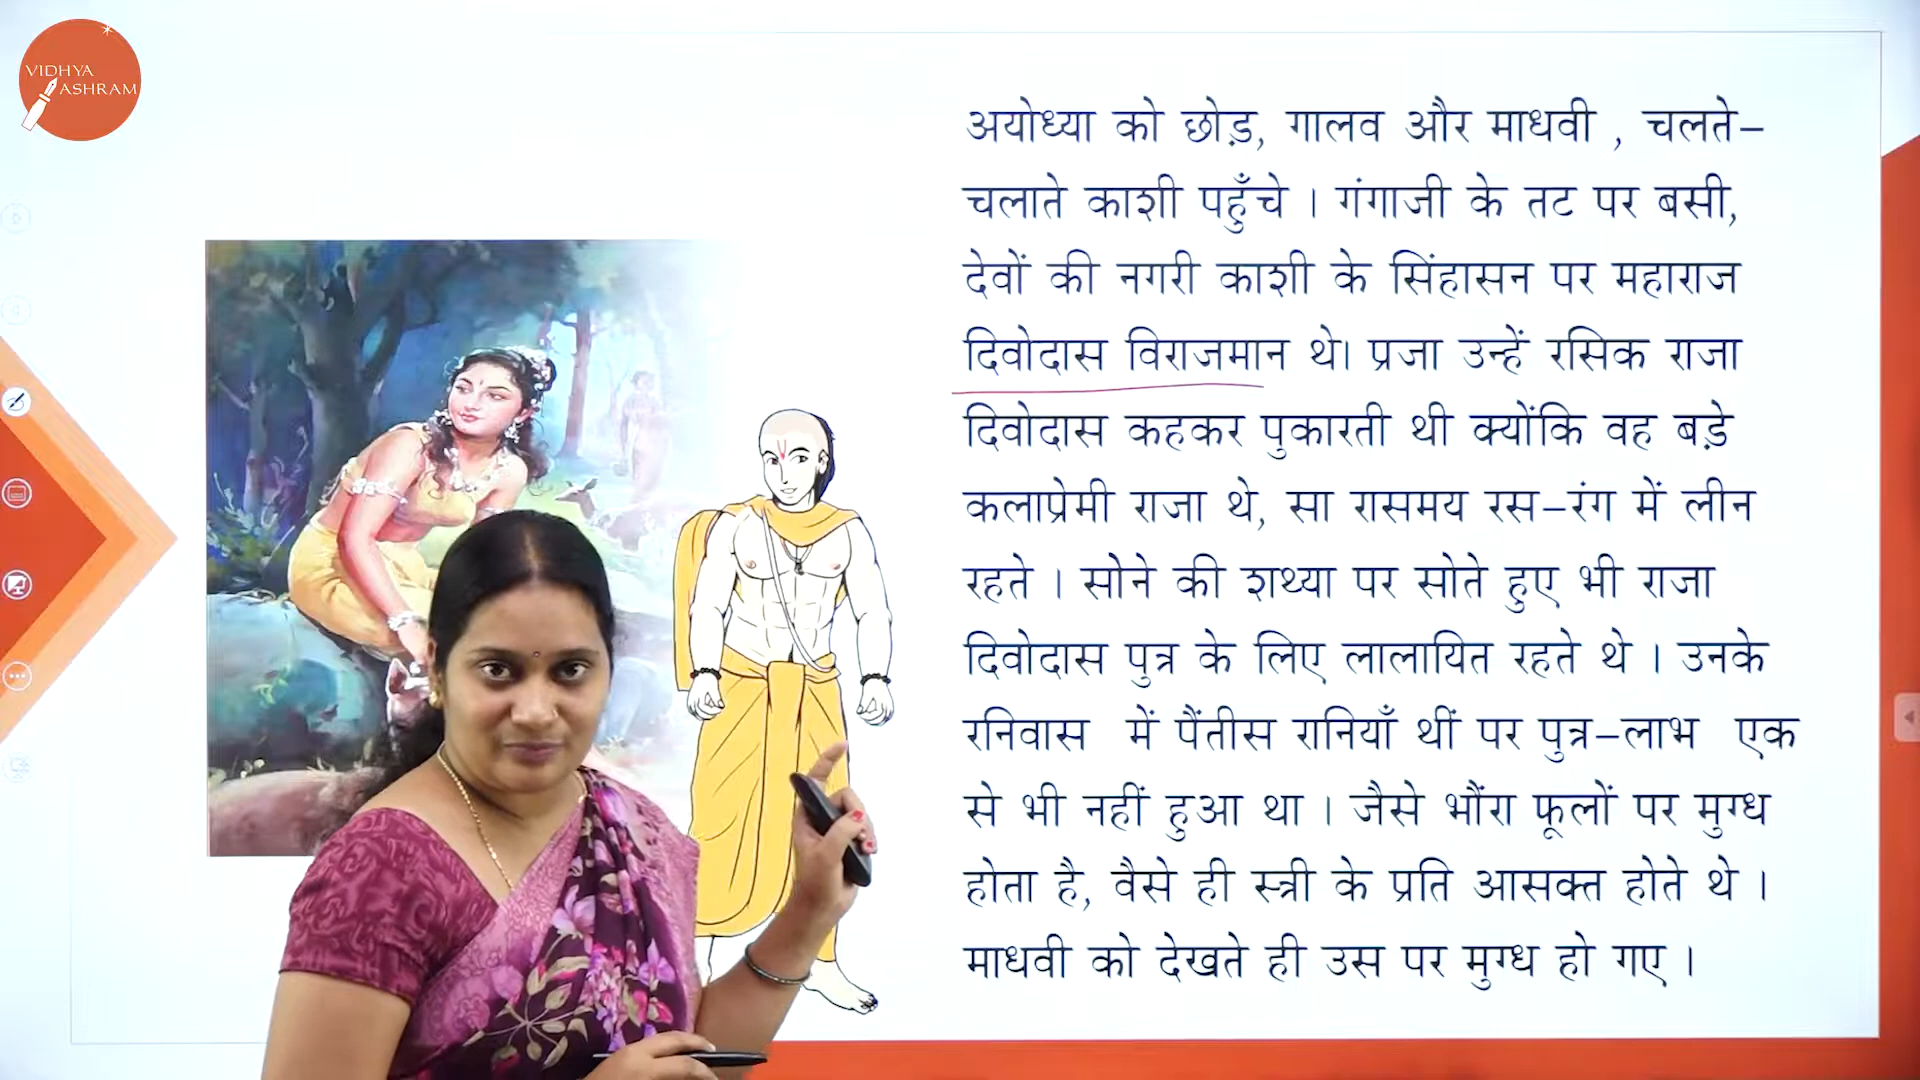 VIDHYA
ASHRAM
अयोध्या को छोड़, गालव और माधवी , चलते-
चलाते काशी पहुँचे । गंगाजी के तट पर बसी,
देवों की नगरी काशी के सिंहासन पर महाराज
दिवोदास विराजमान थे। प्रजा उन्हें रसिक राजा
दिवोदास कहकर पुकारती थी क्योंकि वह बड़े
कलाप्रेमी राजा थे, सा रासमय रस-रंग में लीन
रहते । सोने की शथ्या पर सोते हुए भी राजा
दिवोदास पुत्र के लिए लालायित रहते थे । उनके
रनिवास में पैंतीस रानियाँ थीं पर पुत्र-लाभ एक
से भी नहीं हुआ था । जैसे भौंरा फूलों पर मुग्ध
होता है, वैसे ही स्त्री के प्रति आसक्त होते थे ।
माधवी को देखते ही उस पर मुग्ध हो गए ।